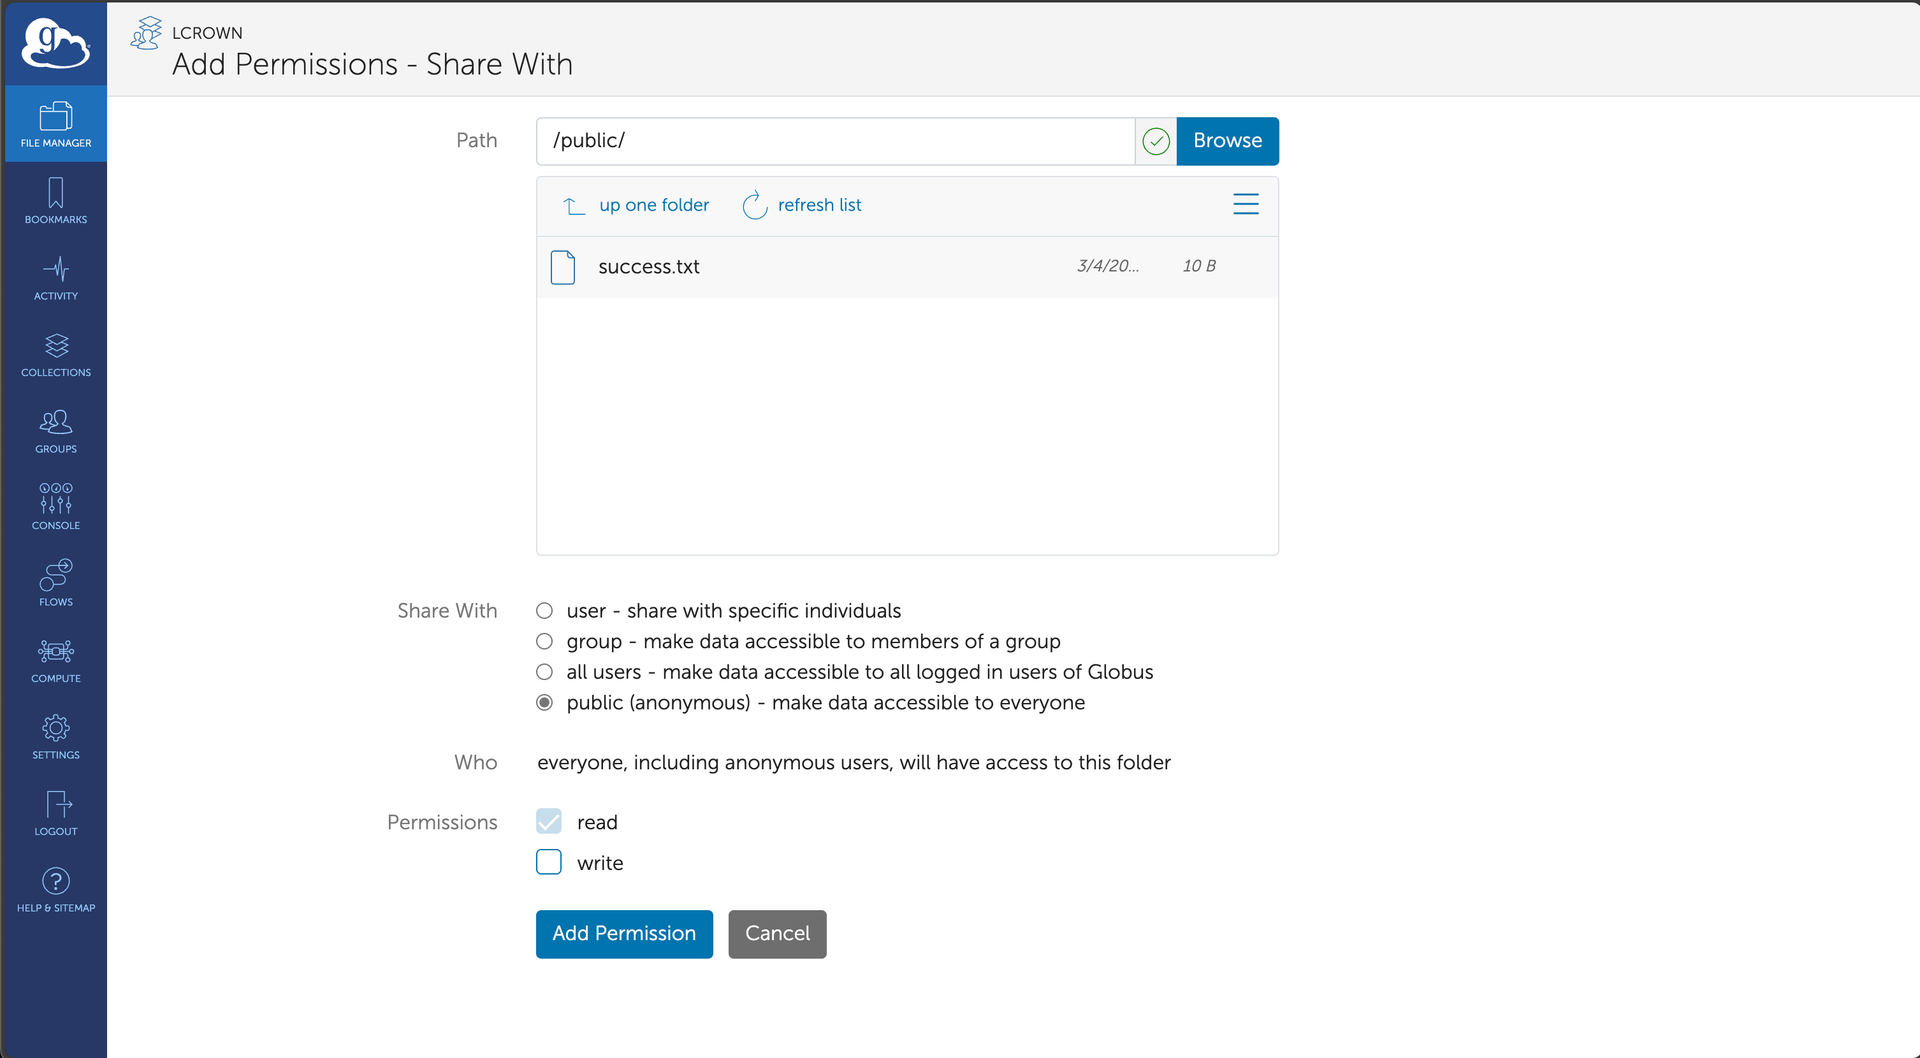 g
LCROWN
Add Permissions - Share With
FILE MANAGER
BOOKMARKS
ACTIVITY
COLLECTIONS
GROUPS
CONSOLE
FLOWS
COMPUTE
SETTINGS
LOGOUT
HELP & SITEMAP
Path
/public/
Browse
up one folder
refresh list
success.txt
3/4/20...
10 B
Share With
user - share with specific individuals
group - make data accessible to members of a group
all users - make data accessible to all logged in users of Globus
public (anonymous) - make data accessible to everyone
Who
everyone, including anonymous users, will have access to this folder
Permissions
read
write
Add Permission
Cancel